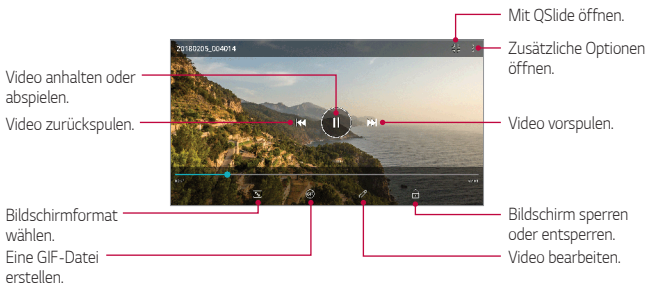 Mit QSlide öffnen.
Zusätzliche Optionen
öffnen.
20180205_004014
Video anhalten oder
abspielen.
Video zurückspulen.
Video vorspulen.
GIF
Bildschirmformat
wählen.
Eine GIF-Datei
erstellen.
Bildschirm sperren
oder entsperren.
Video bearbeiten.